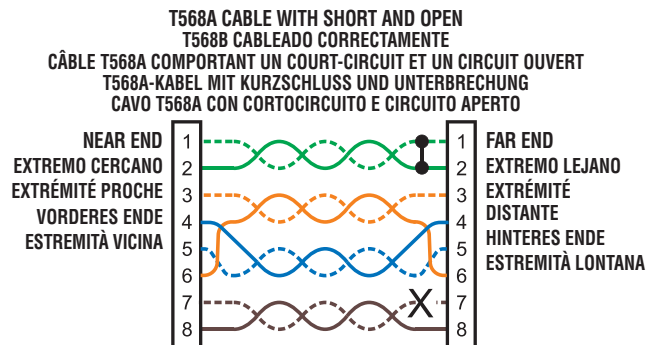 T568A CABLE WITH SHORT AND OPEN
T568B CABLEADO CORRECTAMENTE
CÂBLE T568A COMPORTANT UN COURT-CIRCUIT ET UN CIRCUIT OUVERT
T568A-KABEL MIT KURZSCHLUSS UND UNTERBRECHUNG
CAVO T568A CON CORTOCIRCUITO E CIRCUITO APERTO
NEAR END
EXTREMO CERCANO
EXTRÉMITÉ PROCHE
VORDERES ENDE
ESTREMITÀ VICINA
1
2
3
4
5
6
7
8
X
1
2
3
4
5
6
7
8
FAR END
EXTREMO LEJANO
EXTRÉMITÉ
DISTANTE
HINTERES ENDE
ESTREMITÀ LONTANA